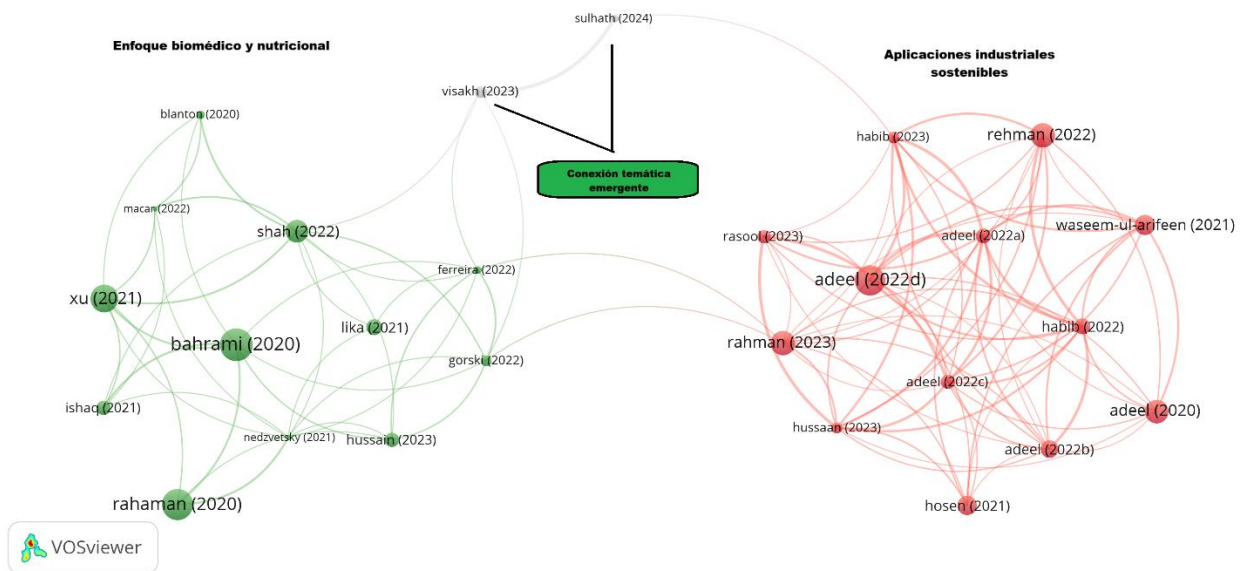 sulhath (2024)
Enfoque biomédico y nutricional
Aplicaciones industriales
sostenibles
visakh (2023)
blanton (2020)
habib (2023)
rehman (2022)
Conexión temática
emergente
macan (2022)
shah (2022)
rasool (2023)
adeel (2022a)
waseem-ul-arifeen (2021)
ferreira (2022)
adeel (2022d)
xu (2021)
lika (2021)
habib (2022)
bahrami (2020)
rahman (2023)
gorski (2022)
adeel (2022c)
ishaq (2021)
adeel (2020)
nedzvetsky (2021)
hussain (2023)
hussaan (2023)
adeel (2022b)
rahaman (2020)
hosen (2021)
VOSviewer